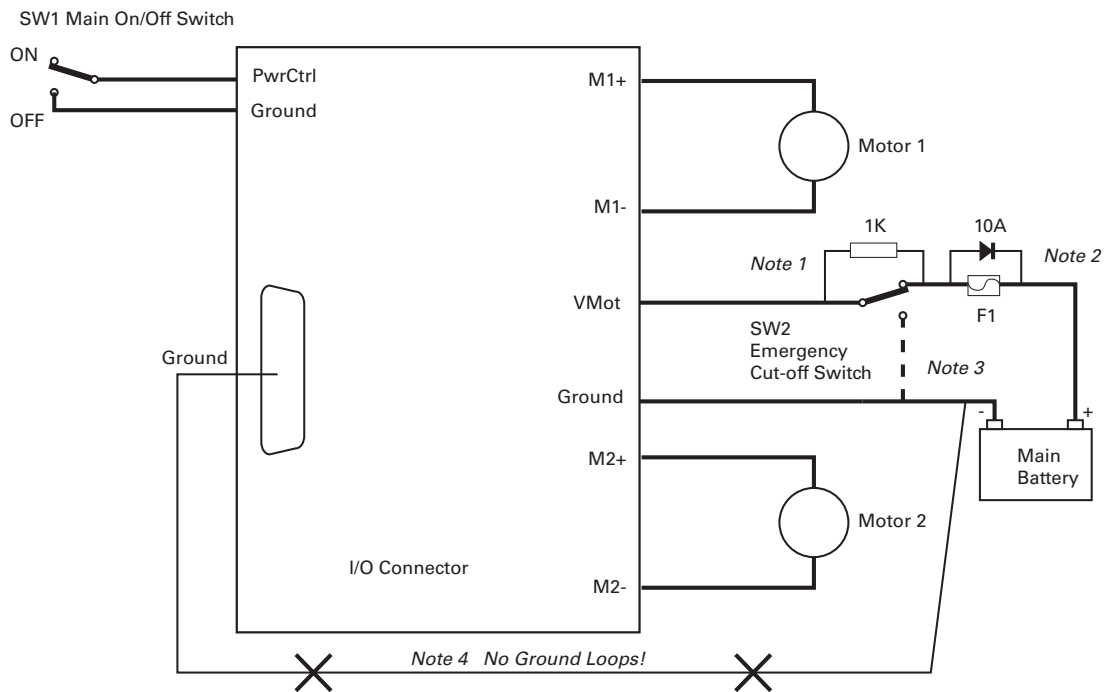 SW1 Main On/Off Switch
ON
OFF
PwrCtrl
Ground
M1+
Motor 1
M1-
1K
10A
Note 1
Note 2
VMot
F1
SW2
Emergency
Cut-off Switch
Note 3
Ground
Ground
-
+
Main
Battery
M2+
Motor 2
I/O Connector
M2-
Note 4 No Ground Loops!